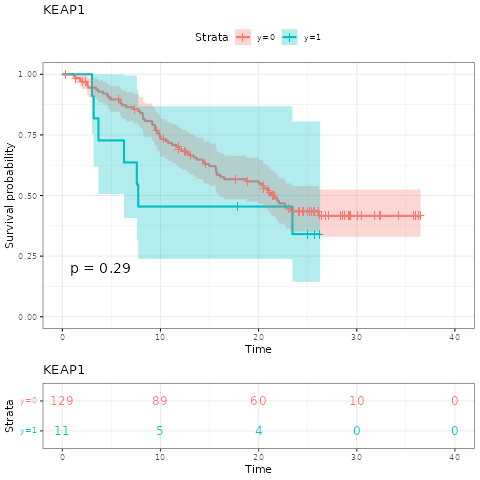 KEAP1
Strata y=0 y=1
Survival probability
1.00
0.75
0.50
0.25
0.00
p = 0.29
0 10 20 30 40
Time
KEAP1
Strata
y=0 129 89 60 10 0
y=1 11 5 4 0 0
0 10 20 30 40
Time